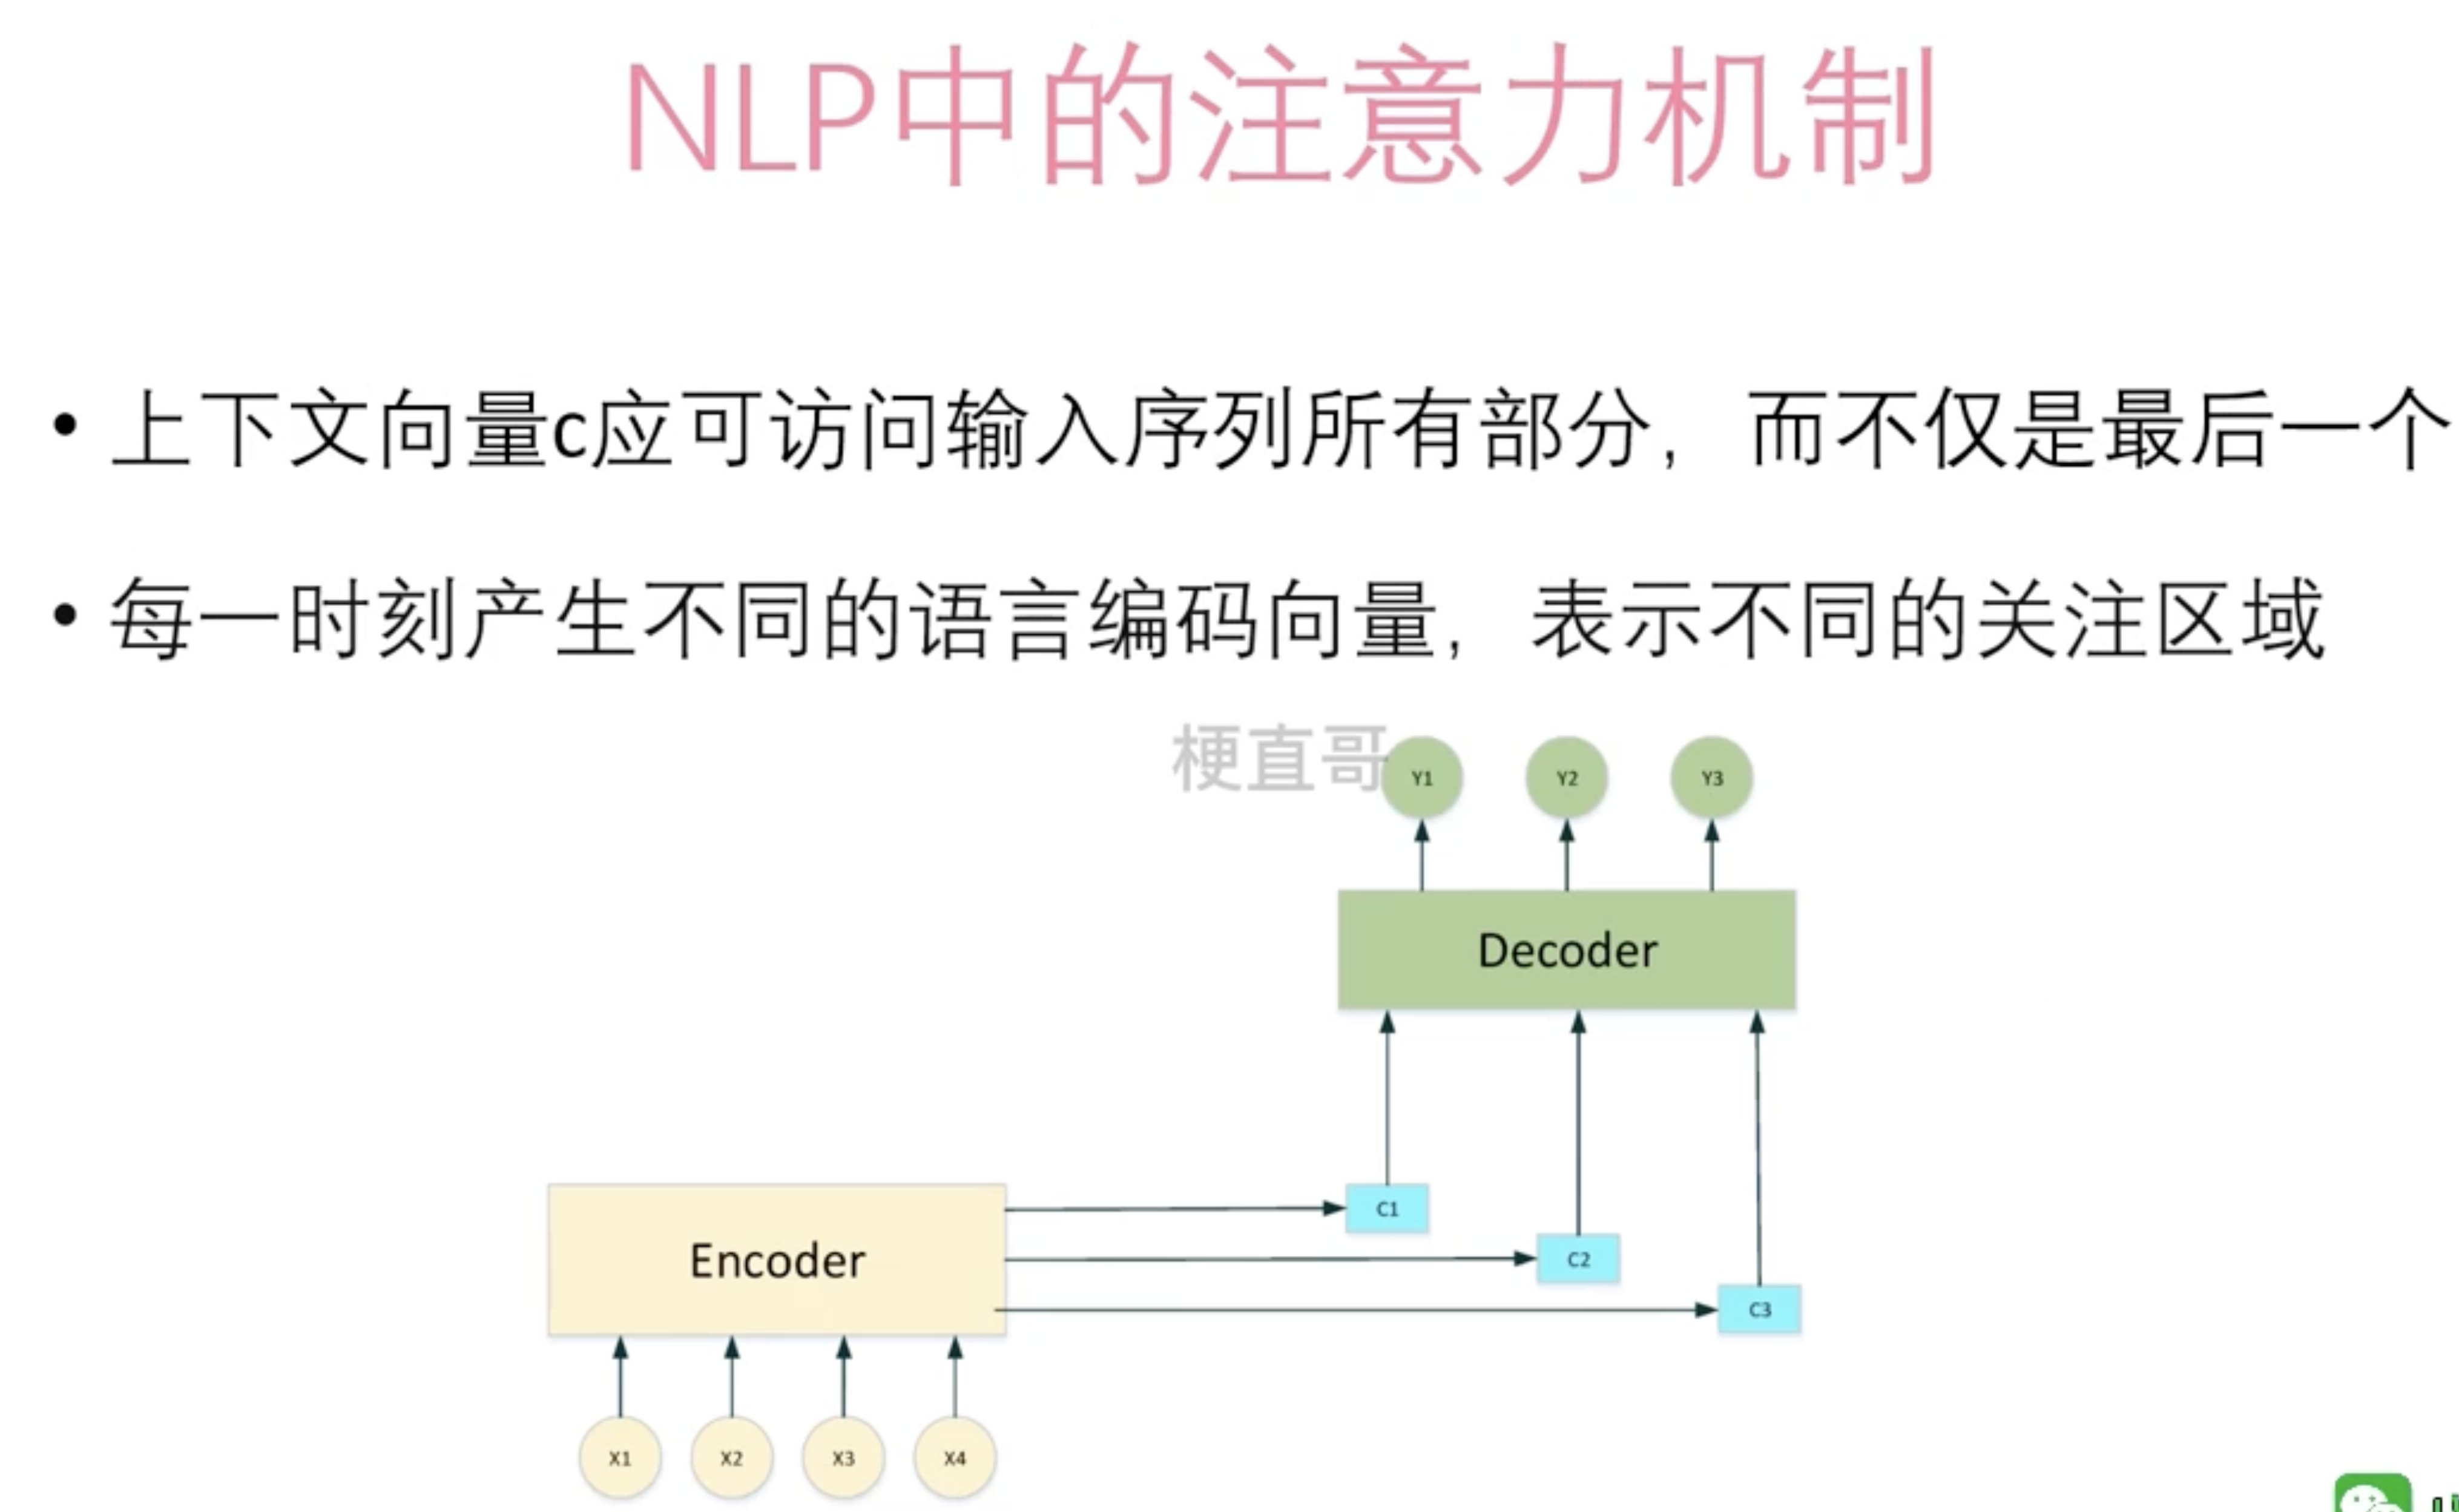 NLP中的注意力机制
• 上下文向量c应可访问输入序列所有部分，而不仅是最后一个
• 每一时刻产生不同的语言编码向量，表示不同的关注区域
梗直哥
Y1 Y2 Y3
Decoder
C1
Encoder
C2
C3
X1 X2 X3 X4